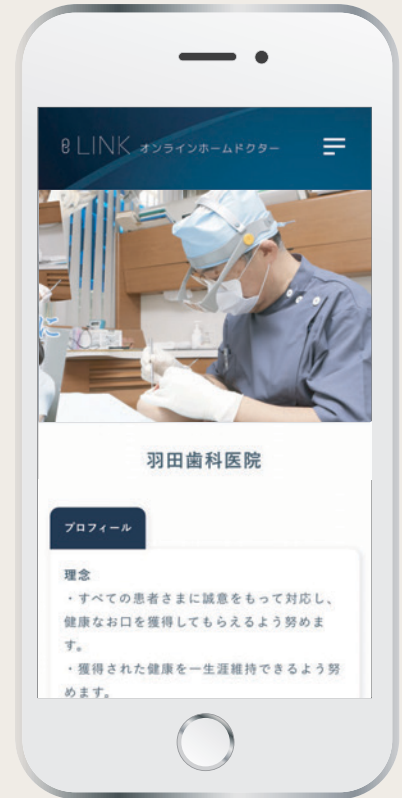 LINK オンラインホームドクター
に
羽田歯科医院
プロフィール
理念
・すべての患者さまに誠意をもって対応し、
健康なお口を獲得してもらえるよう努めま
す。
・獲得された健康を一生涯維持できるよう努
めます。